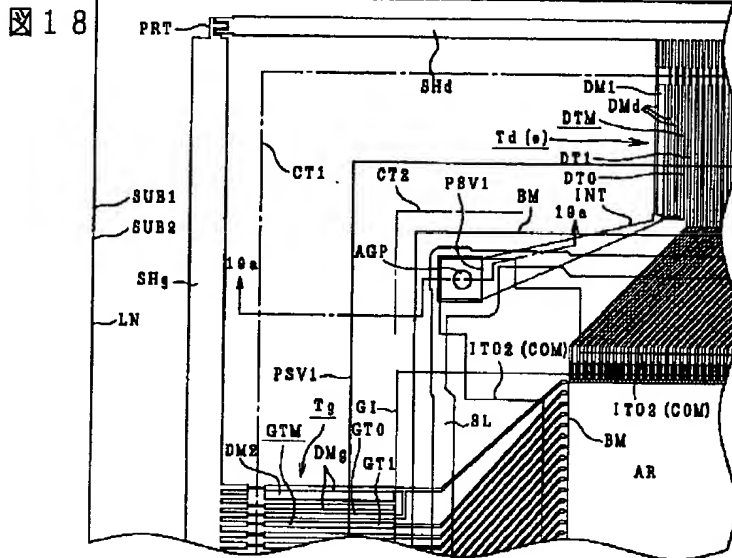 図18
PRT
SHd
DM1
DMd
DTM
Td(e)
DT1
DT0
CT1
CT2
PSV1
BM
INT
19a
SUB1
SUB2
AGP
19a
SHg
LN
ITO2(COM)
PSV1
GI
SL
ITO2(COM)
Tg
GTM
GT0
DM2
DMg
GT1
BM
AR